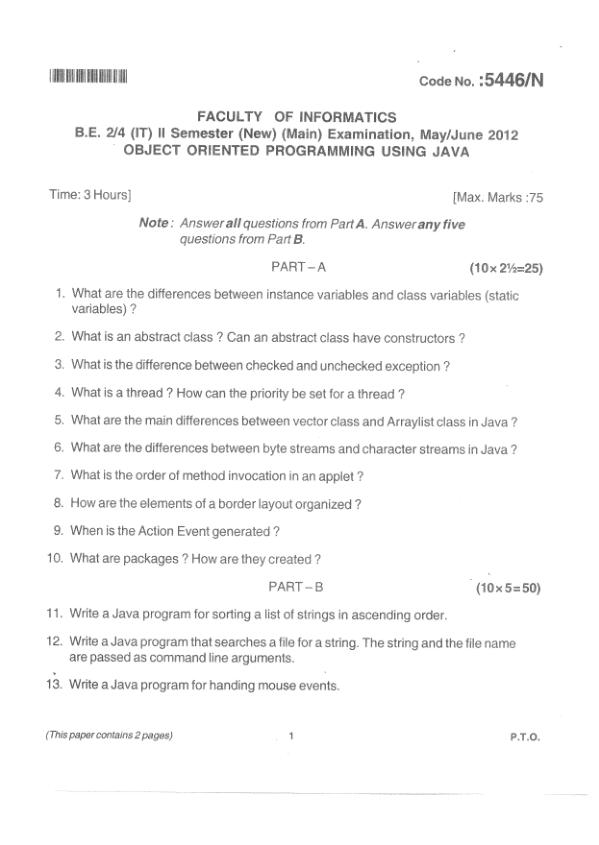 Code No. :5446/N
FACULTY OF INFORMATICS
B.E. 2/4 (IT) II Semester (New) (Main) Examination, May/June 2012
OBJECT ORIENTED PROGRAMMING USING JAVA
Time: 3 Hours]
[Max. Marks :75
Note : Answer all questions from Part A. Answer any five
questions from Part B.
PART – A
(10× 2½=25)
1. What are the differences between instance variables and class variables (static
variables) ?
2. What is an abstract class ? Can an abstract class have constructors ?
3. What is the difference between checked and unchecked exception ?
4. What is a thread ? How can the priority be set for a thread ?
5. What are the main differences between vector class and Arraylist class in Java ?
6. What are the differences between byte streams and character streams in Java ?
7. What is the order of method invocation in an applet ?
8. How are the elements of a border layout organized ?
9. When is the Action Event generated ?
10. What are packages ? How are they created ?
PART – B
(10×5=50)
11. Write a Java program for sorting a list of strings in ascending order.
12. Write a Java program that searches a file for a string. The string and the file name
are passed as command line arguments.
13. Write a Java program for handing mouse events.
(This paper contains 2 pages)
1
P.T.O.